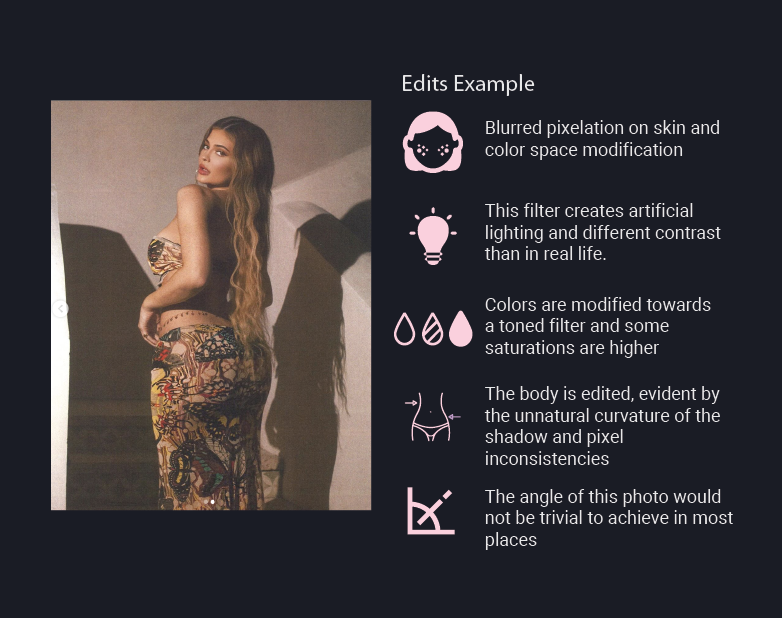 Edits Example
Blurred pixelation on skin and
color space modification
This filter creates artificial
lighting and different contrast
than in real life.
Colors are modified towards
a toned filter and some
saturations are higher
The body is edited, evident by
the unnatural curvature of the
shadow and pixel
inconsistencies
The angle of this photo would
not be trivial to achieve in most
places